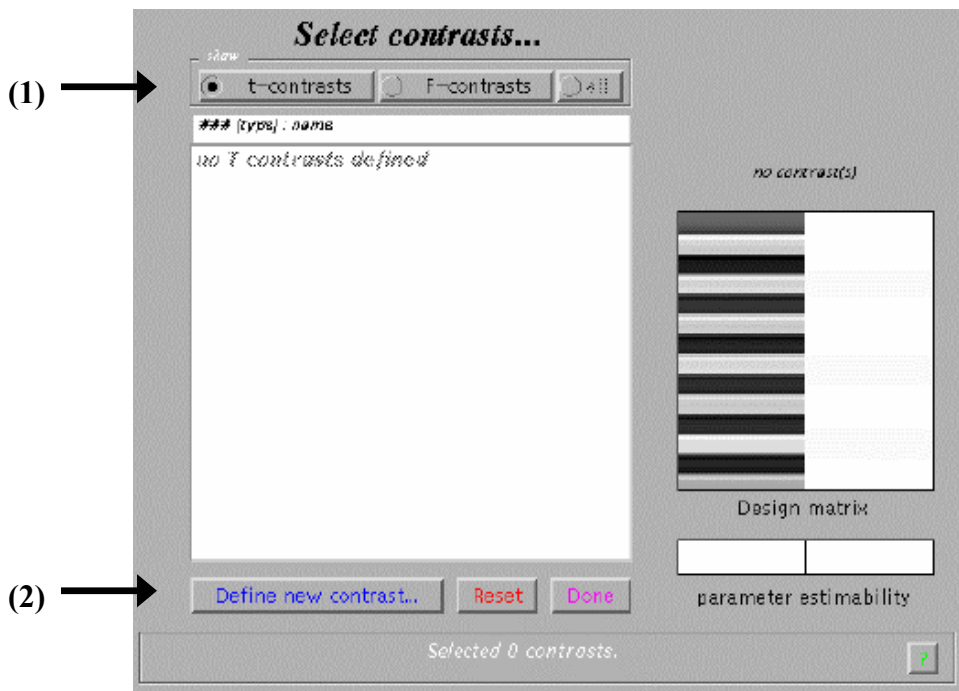 Select contrasts...
show
(1)
t-contrasts F-contrasts all
### {type} : name
no T contrasts defined
no contrast(s)
Design matrix
(2)
Define new contrast... Reset Done
parameter estimability
Selected 0 contrasts.
?